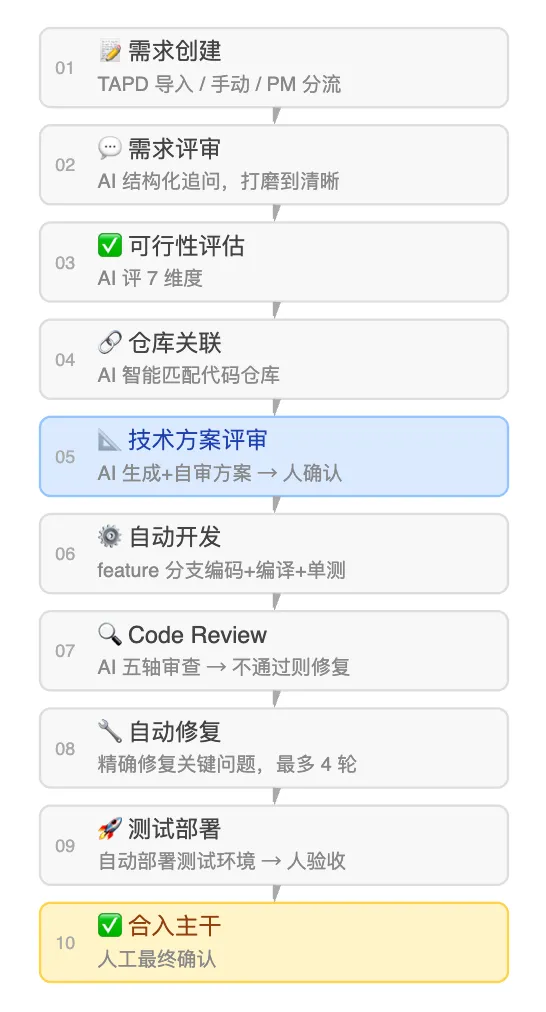 01
📝 需求创建
TAPD 导入 / 手动 / PM 分流
02
💬 需求评审
AI 结构化追问，打磨到清晰
03
✅ 可行性评估
AI 评 7 维度
04
🔗 仓库关联
AI 智能匹配代码仓库
05
📐 技术方案评审
AI 生成+自审方案 → 人确认
06
⚙️ 自动开发
feature 分支编码+编译+单测
07
🔍 Code Review
AI 五轴审查 → 不通过则修复
08
🔧 自动修复
精确修复关键问题，最多 4 轮
09
🚀 测试部署
自动部署测试环境 → 人验收
10
✅ 合入主干
人工最终确认